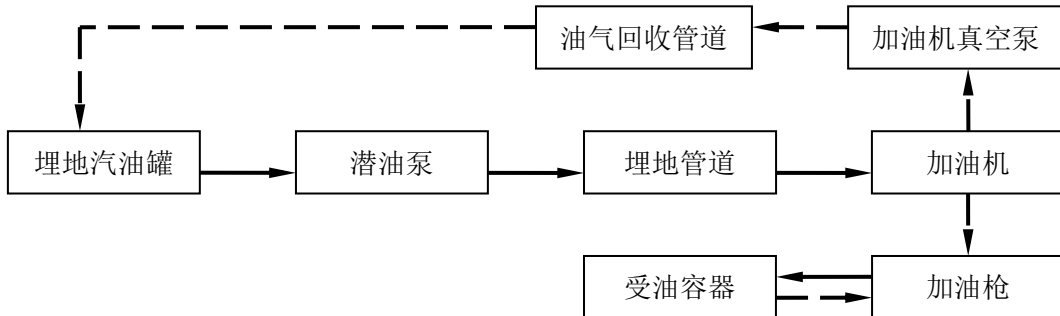 油气回收管道
加油机真空泵
埋地汽油罐
潜油泵
埋地管道
加油机
受油容器
加油枪